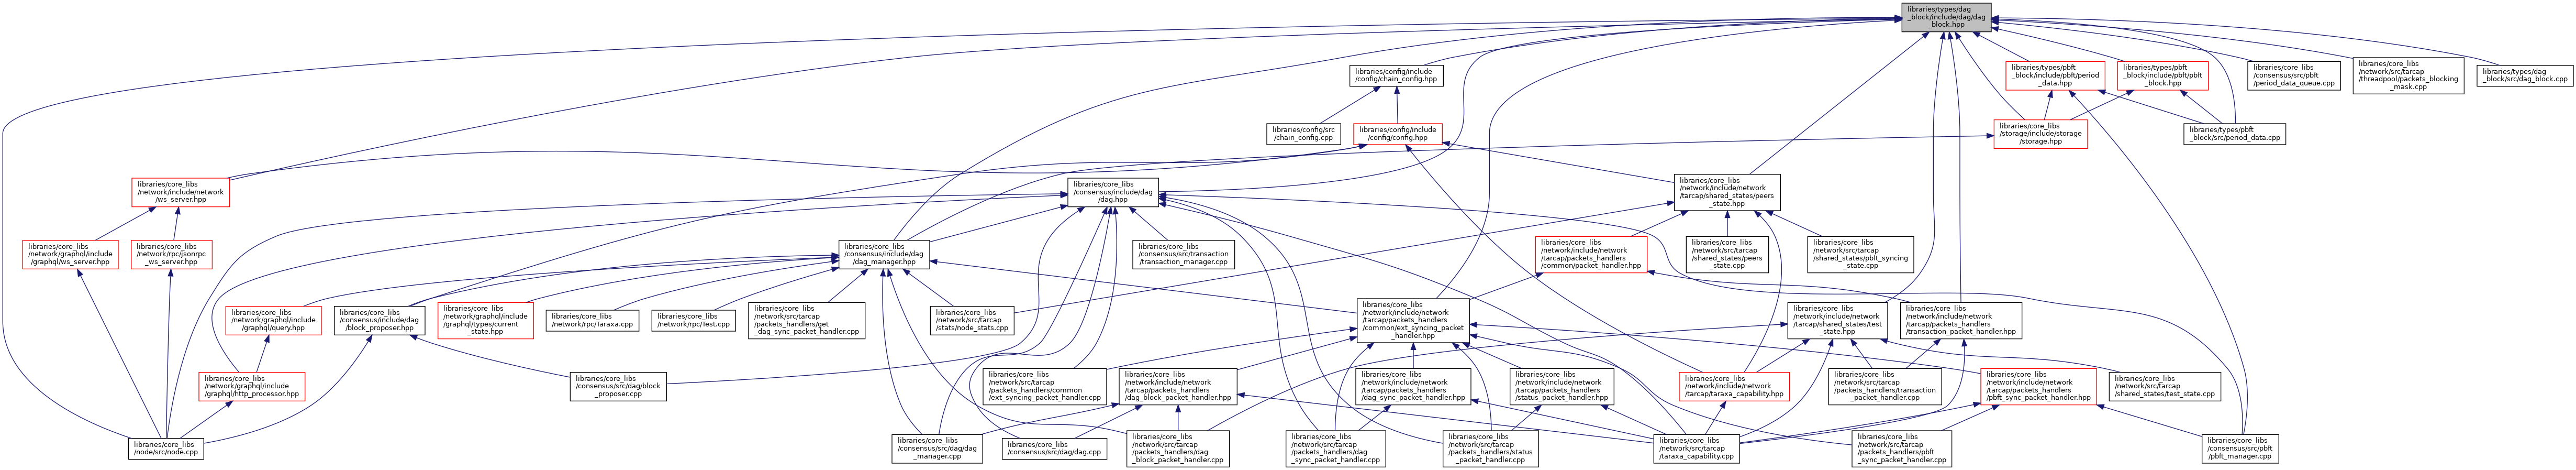 libraries/types/dag
_block/include/dag/dag
_block.hpp
libraries/config/include
/config/chain_config.hpp
libraries/types/pbft
_block/include/pbft/period
_data.hpp
libraries/types/pbft
_block/include/pbft/pbft
_block.hpp
libraries/core_libs
/consensus/src/pbft
/period_data_queue.cpp
libraries/core_libs
/network/src/tarcap
/threadpool/packets_blocking
_mask.cpp
libraries/types/dag
_block/src/dag_block.cpp
libraries/config/src
/chain_config.cpp
libraries/config/include
/config/config.hpp
libraries/core_libs
/storage/include/storage
/storage.hpp
libraries/types/pbft
_block/src/period_data.cpp
libraries/core_libs
/network/include/network
/ws_server.hpp
libraries/core_libs
/consensus/include/dag
/dag.hpp
libraries/core_libs
/network/include/network
/tarcap/shared_states/peers
_state.hpp
libraries/core_libs
/network/graphql/include
/graphql/ws_server.hpp
libraries/core_libs
/network/rpc/jsonrpc
_ws_server.hpp
libraries/core_libs
/consensus/include/dag
/dag_manager.hpp
libraries/core_libs
/consensus/src/transaction
/transaction_manager.cpp
libraries/core_libs
/network/include/network
/tarcap/packets_handlers
/common/packet_handler.hpp
libraries/core_libs
/network/src/tarcap
/shared_states/peers
_state.cpp
libraries/core_libs
/network/src/tarcap
/shared_states/pbft_syncing
_state.cpp
libraries/core_libs
/network/graphql/include
/graphql/query.hpp
libraries/core_libs
/consensus/include/dag
/block_proposer.hpp
libraries/core_libs
/network/graphql/include
/graphql/types/current
_state.hpp
libraries/core_libs
/network/rpc/Taraxa.cpp
libraries/core_libs
/network/rpc/Test.cpp
libraries/core_libs
/network/src/tarcap
/packets_handlers/get
_dag_sync_packet_handler.cpp
libraries/core_libs
/network/src/tarcap
/stats/node_stats.cpp
libraries/core_libs
/network/include/network
/tarcap/packets_handlers
/common/ext_syncing_packet
_handler.hpp
libraries/core_libs
/network/include/network
/tarcap/shared_states/test
_state.hpp
libraries/core_libs
/network/include/network
/tarcap/packets_handlers
/transaction_packet_handler.hpp
libraries/core_libs
/network/graphql/include
/graphql/http_processor.hpp
libraries/core_libs
/consensus/src/dag/block
_proposer.cpp
libraries/core_libs
/network/src/tarcap
/packets_handlers/common
/ext_syncing_packet_handler.cpp
libraries/core_libs
/network/include/network
/tarcap/packets_handlers
/dag_block_packet_handler.hpp
libraries/core_libs
/network/include/network
/tarcap/packets_handlers
/dag_sync_packet_handler.hpp
libraries/core_libs
/network/include/network
/tarcap/packets_handlers
/status_packet_handler.hpp
libraries/core_libs
/network/include/network
/tarcap/taraxa_capability.hpp
libraries/core_libs
/network/src/tarcap
/packets_handlers/transaction
_packet_handler.cpp
libraries/core_libs
/network/include/network
/tarcap/packets_handlers
/pbft_sync_packet_handler.hpp
libraries/core_libs
/network/src/tarcap
/shared_states/test_state.cpp
libraries/core_libs
/node/src/node.cpp
libraries/core_libs
/consensus/src/dag/dag
_manager.cpp
libraries/core_libs
/consensus/src/dag/dag.cpp
libraries/core_libs
/network/src/tarcap
/packets_handlers/dag
_block_packet_handler.cpp
libraries/core_libs
/network/src/tarcap
/packets_handlers/dag
_sync_packet_handler.cpp
libraries/core_libs
/network/src/tarcap
/packets_handlers/status
_packet_handler.cpp
libraries/core_libs
/network/src/tarcap
/taraxa_capability.cpp
libraries/core_libs
/network/src/tarcap
/packets_handlers/pbft
_sync_packet_handler.cpp
libraries/core_libs
/consensus/src/pbft
/pbft_manager.cpp